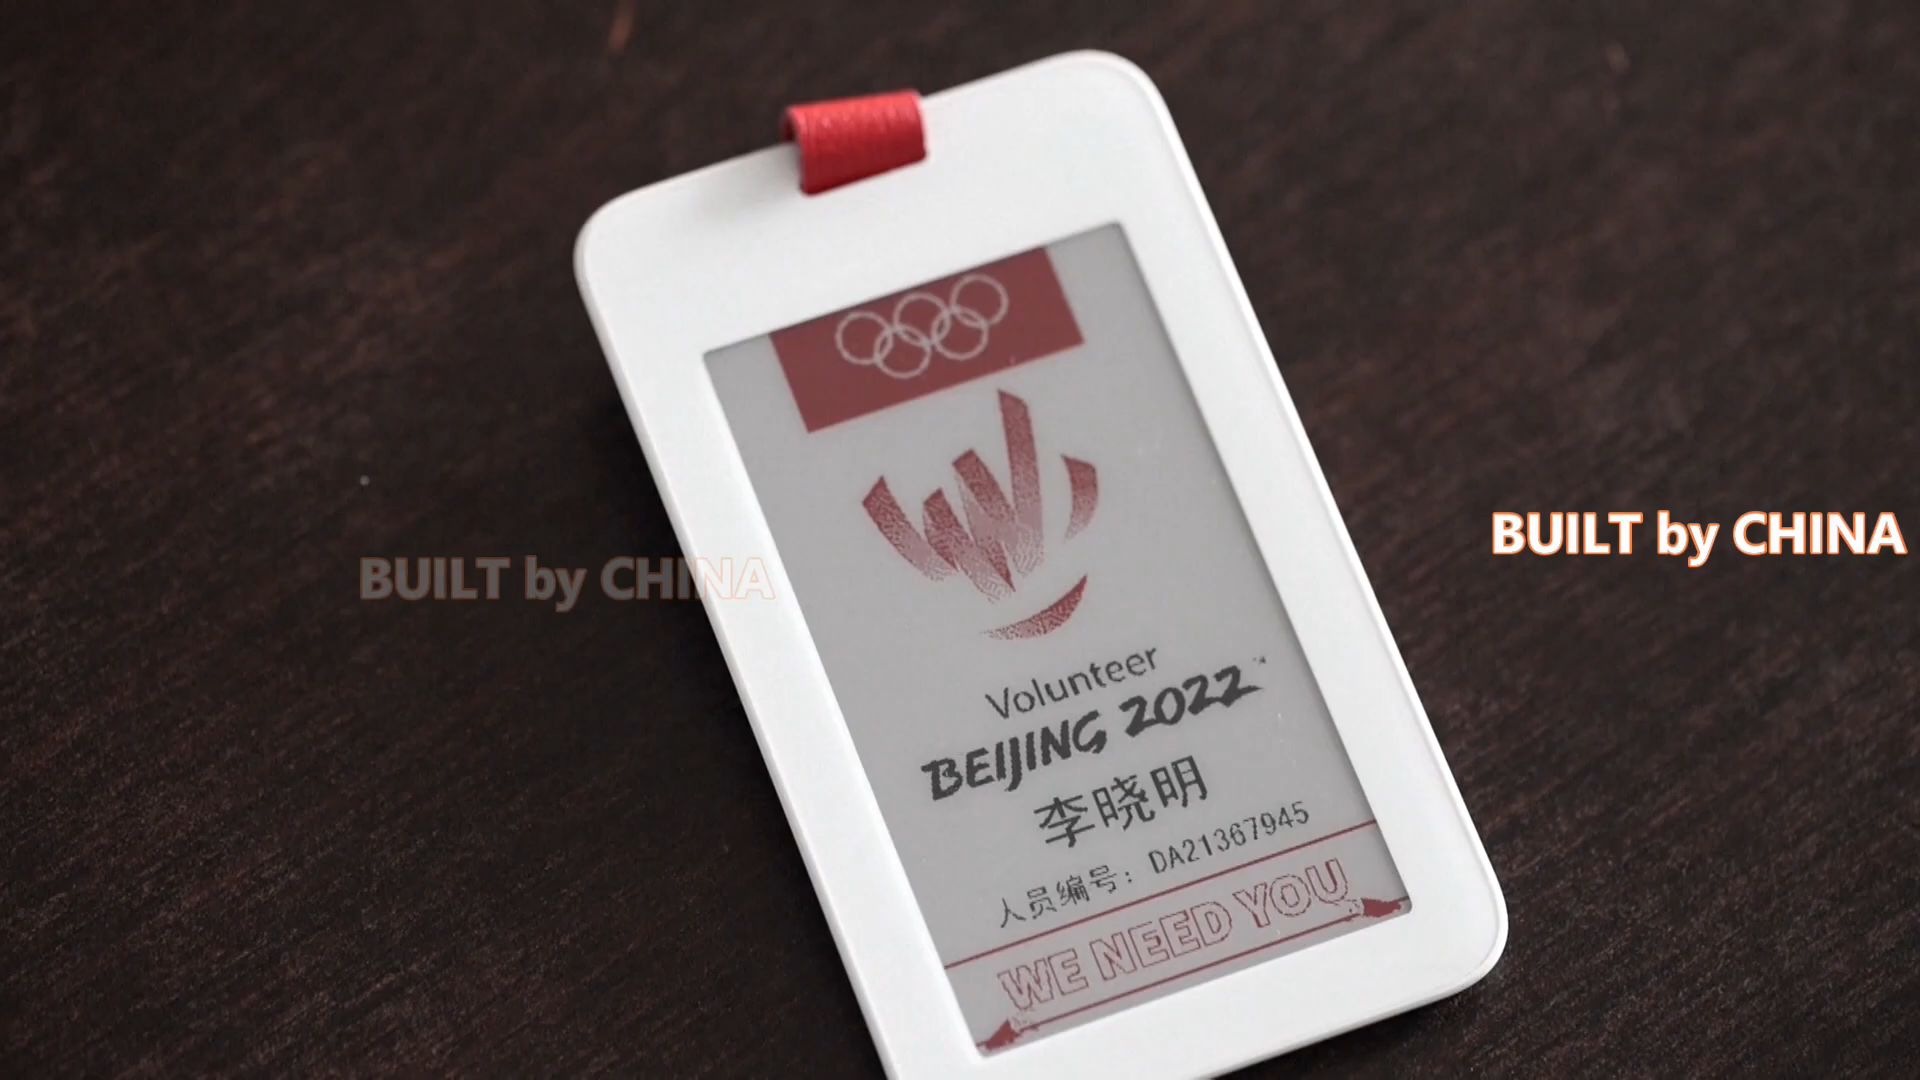 Volunteer
BEIJING 2022
李晓明
人员编号：DA21367945
WE NEED YOU
BUILT by CHINA
BUILT by CHINA